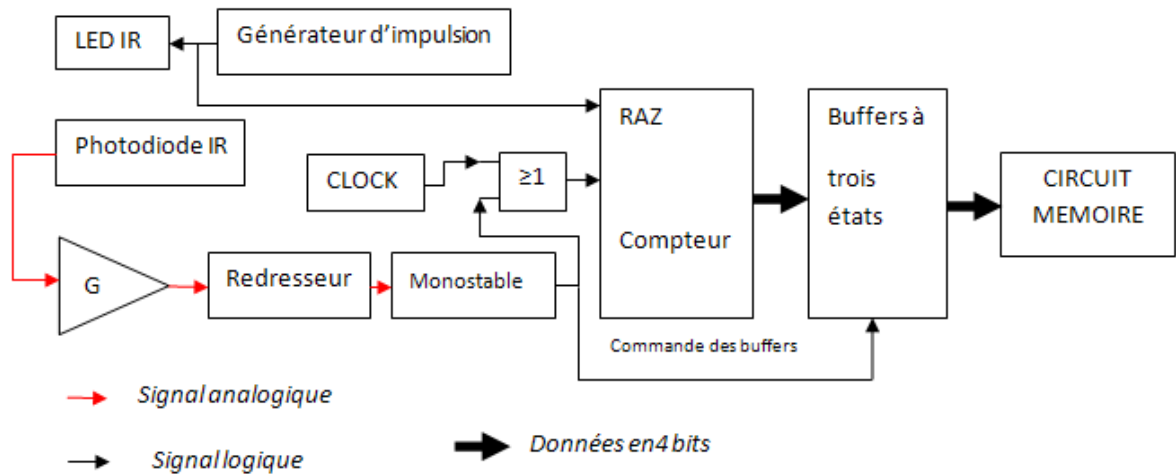 LED IR
Générateur d’impulsion
Photodiode IR
CLOCK
≥1
RAZ
Compteur
Buffers à
trois
états
CIRCUIT
MEMOIRE
G
Redresseur
Monostable
Commande des buffers
Signal analogique
Signal logique
Données en4 bits